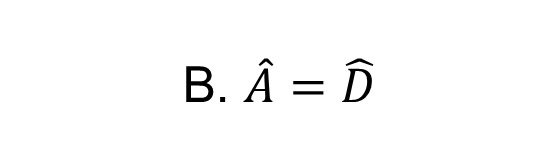 B. Â = D̂